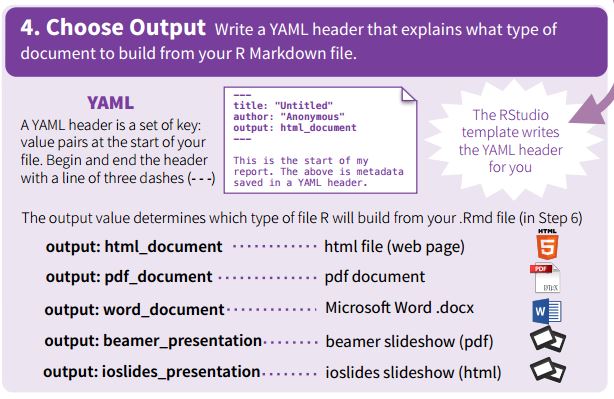 4. Choose Output Write a YAML header that explains what type of
document to build from your R Markdown file.
YAML
A YAML header is a set of key:
value pairs at the start of your
file. Begin and end the header
with a line of three dashes (- - -)
---
title: "Untitled"
author: "Anonymous"
output: html_document
---
This is the start of my
report. The above is metadata
saved in a YAML header.
The RStudio
template writes
the YAML header
for you
The output value determines which type of file R will build from your .Rmd file (in Step 6)
output: html_document ············ html file (web page)
HTML
5
output: pdf_document ············ pdf document
PDF
LATEX
output: word_document ············ Microsoft Word .docx
W
output: beamer_presentation ········ beamer slideshow (pdf)
output: ioslides_presentation ········ ioslides slideshow (html)